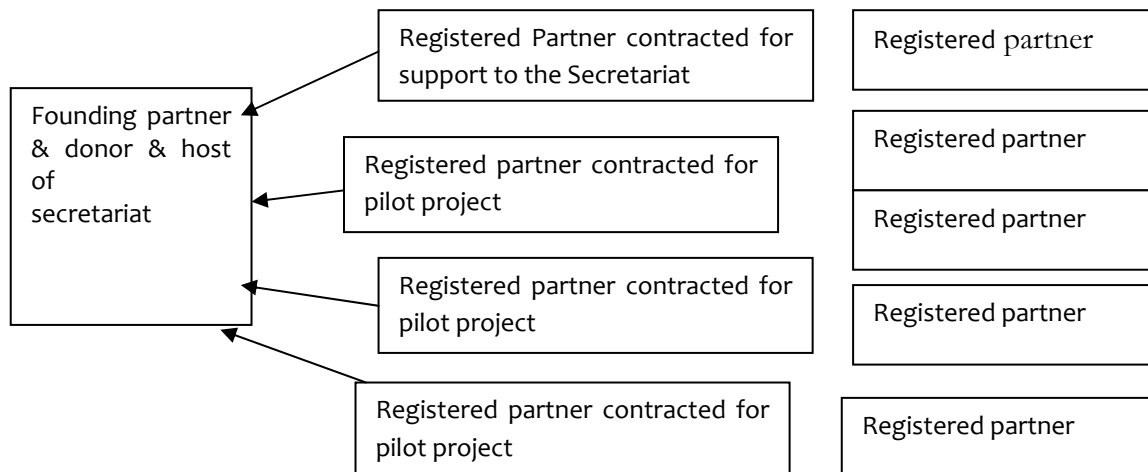 Registered Partner contracted for
support to the Secretariat
Registered partner
Founding partner
& donor & host
of
secretariat
Registered partner
Registered partner contracted for
pilot project
Registered partner
Registered partner contracted for
pilot project
Registered partner
Registered partner contracted for
pilot project
Registered partner